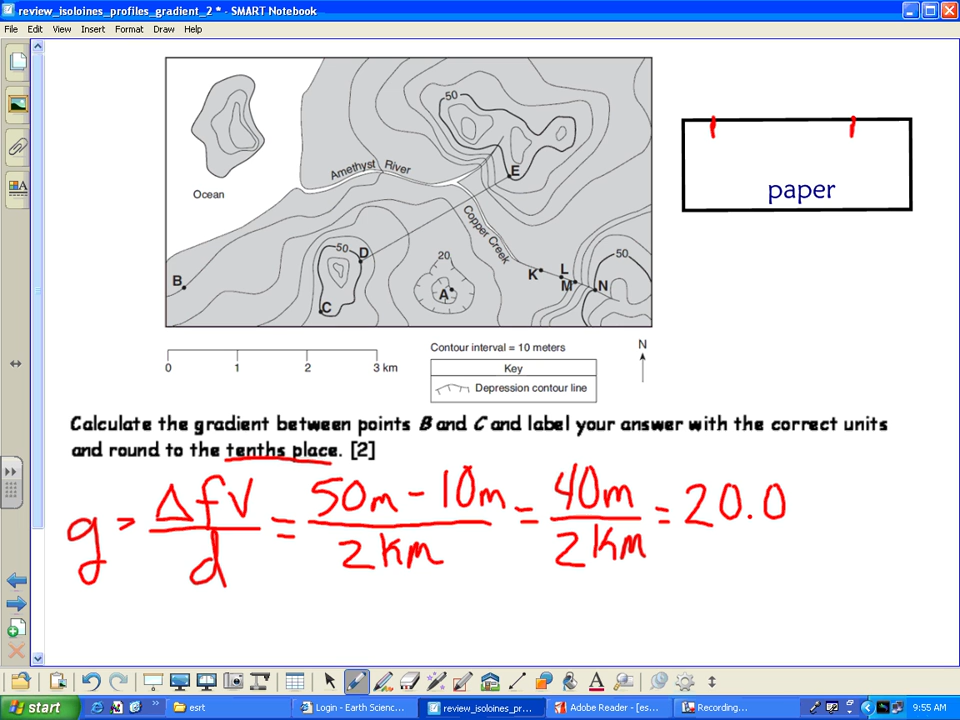 review_isoloines_profiles_gradient_2 * - SMART Notebook
File Edit View Insert Format Draw Help
50
Amethyst River
E
Ocean
paper
Copper Creek
50
D
20
50
B
K
L
M
N
A
C
Contour interval = 10 meters
N
0 1 2 3 km
Key
Depression contour line
Calculate the gradient between points B and C and label your answer with the correct units
and round to the tenths place. [2]
g = ΔfV/d = 50m - 10m/2km = 40m/2km = 20.0
start
esrt
Login - Earth Scienc...
review_isoloines_pr...
Adobe Reader - [es...
Recording...
9:55 AM